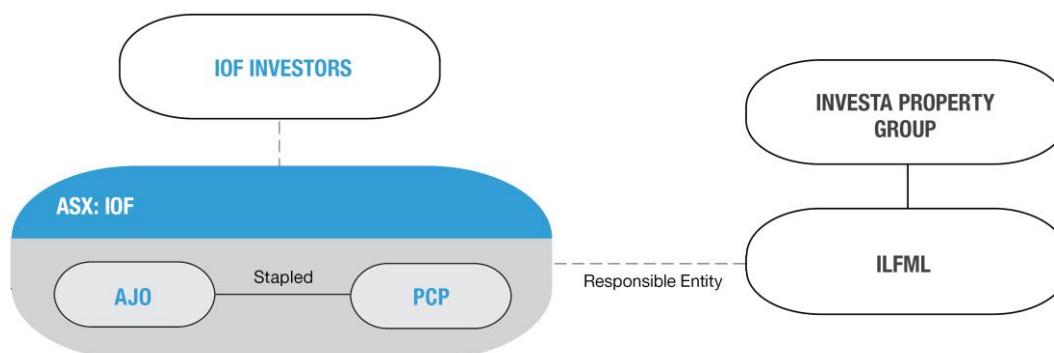 IOF INVESTORS
INVESTA PROPERTY
GROUP
ASX: IOF
AJO
Stapled
PCP
Responsible Entity
ILFML